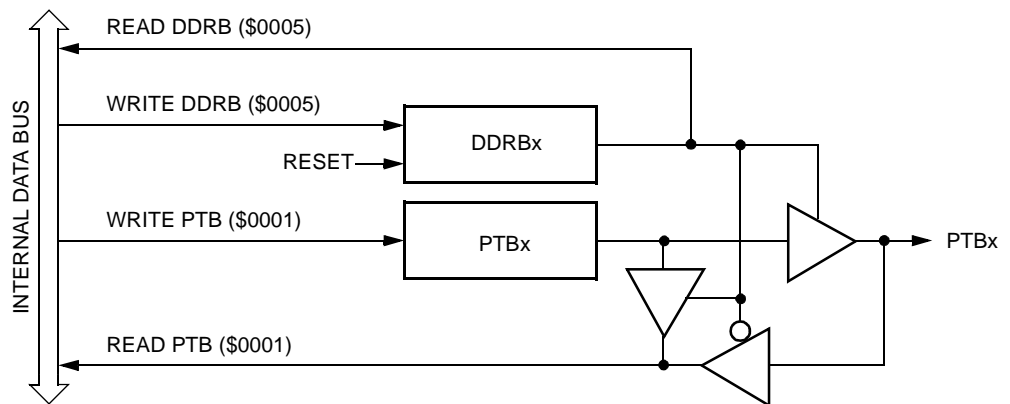 READ DDRB ($0005)
WRITE DDRB ($0005)
DDRBx
RESET
WRITE PTB ($0001)
PTBx
PTBx
READ PTB ($0001)
INTERNAL DATA BUS